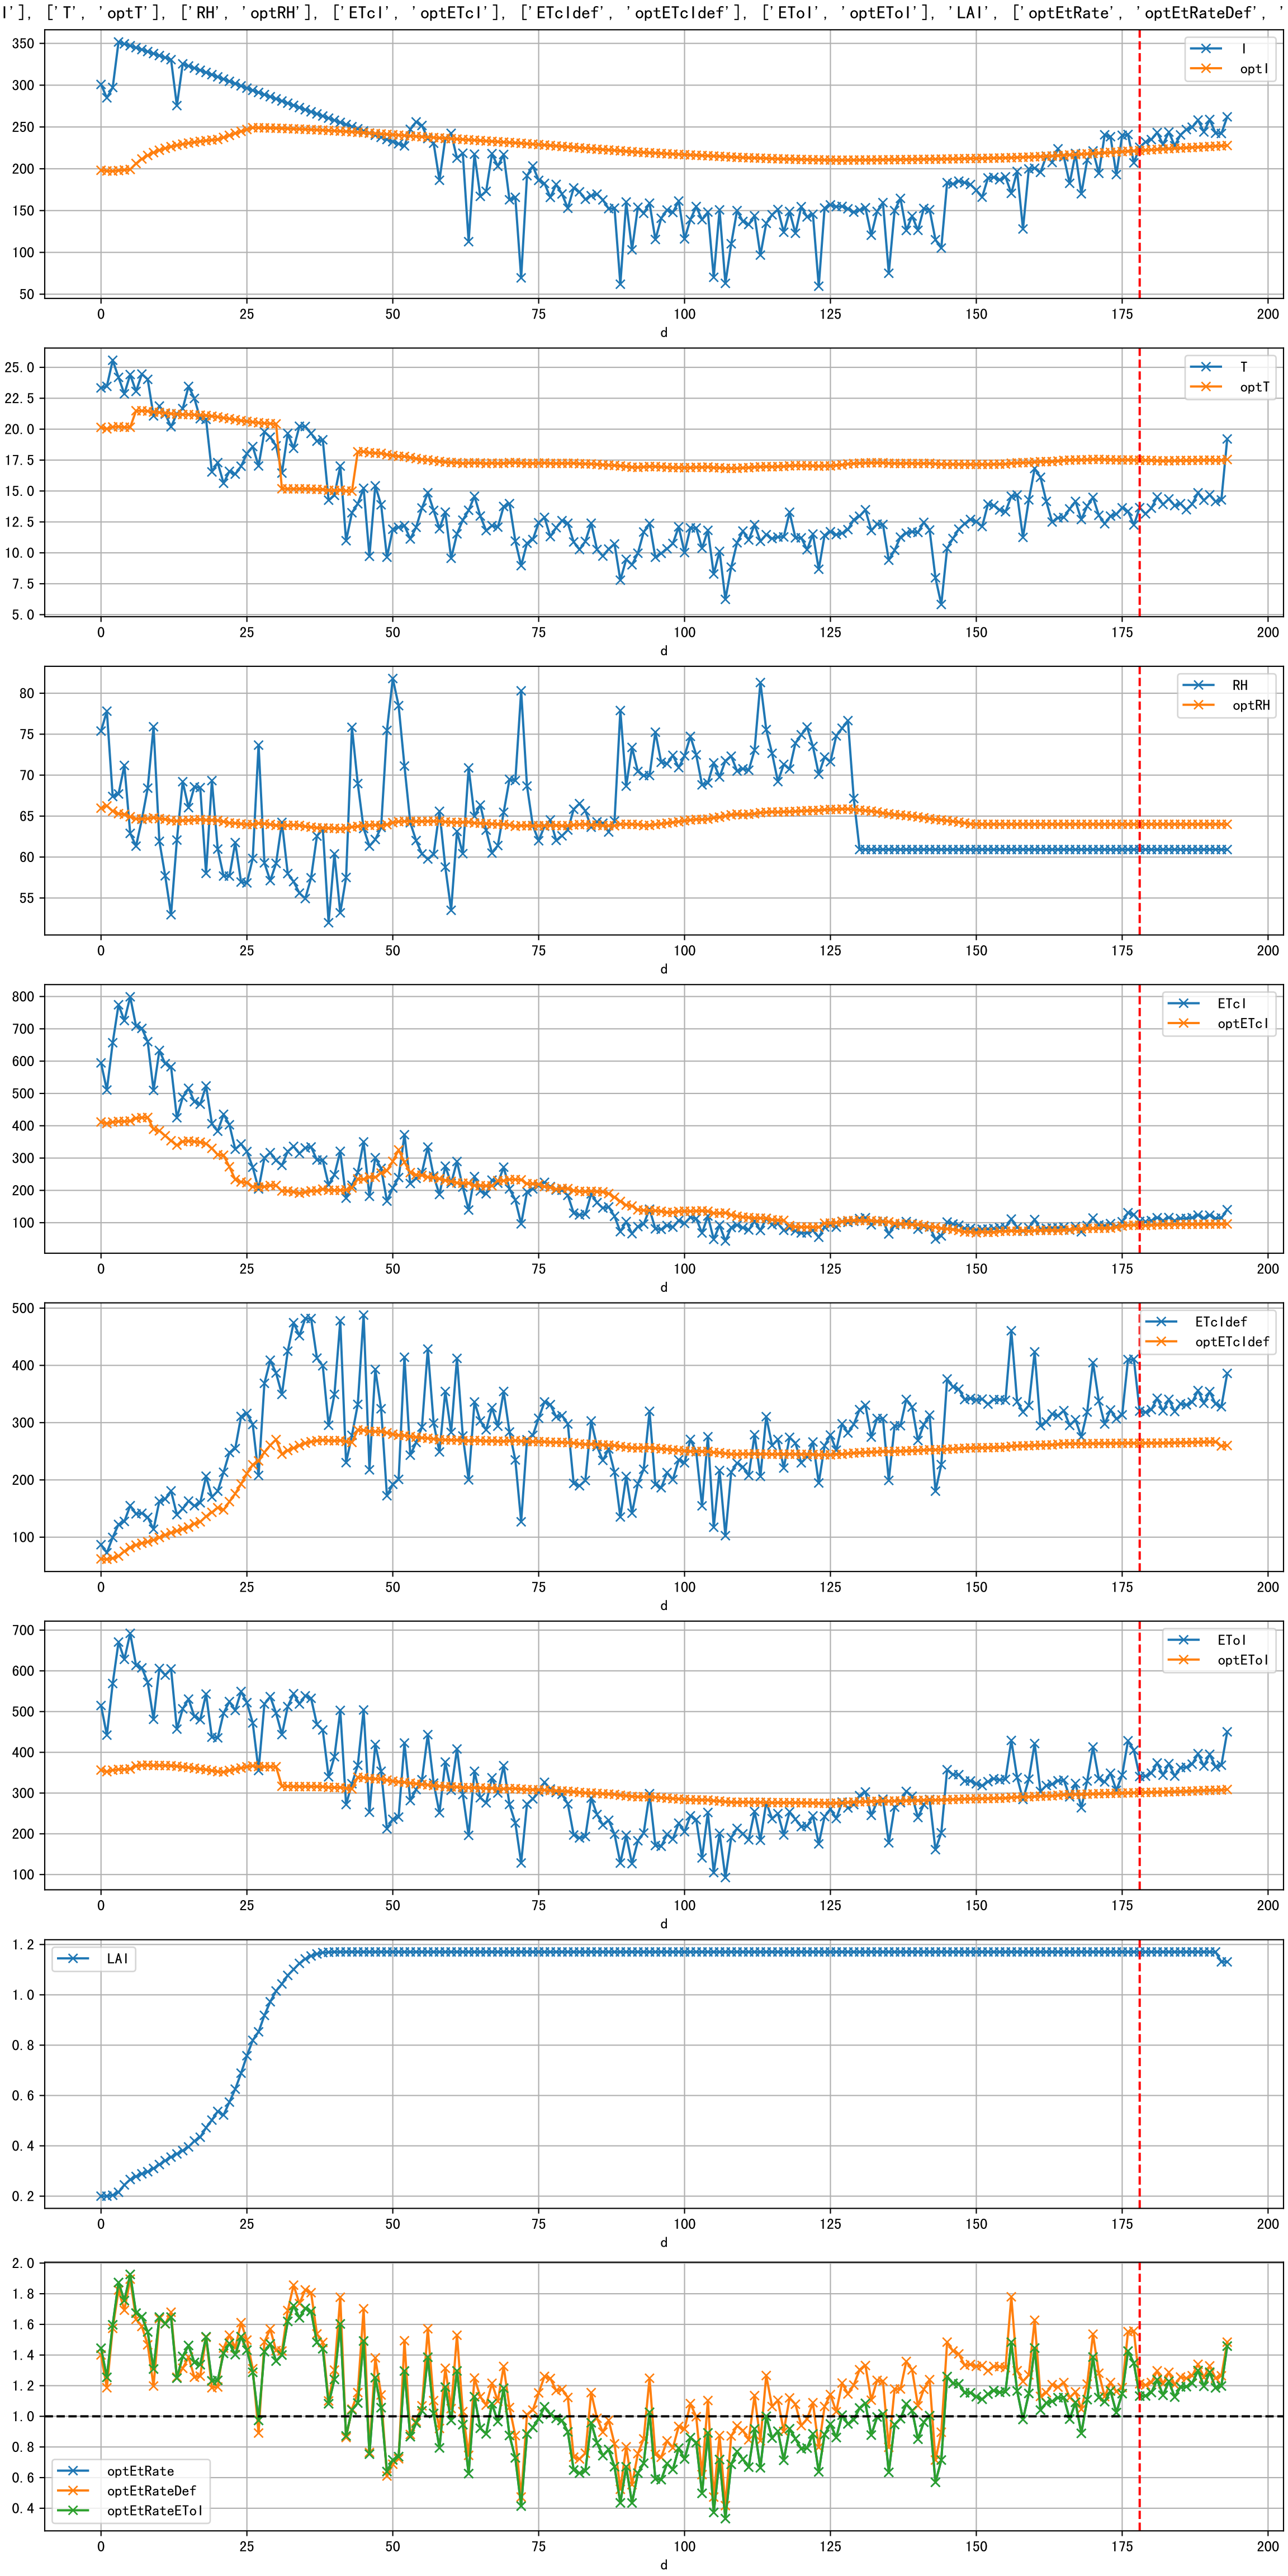 I'], ['T', 'optT'], ['RH', 'optRH'], ['ETcI', 'optETcI'], ['ETcIdef', 'optETcIdef'], ['EToI', 'optEToI'], 'LAI', ['optEtRate', 'optEtRateDef', '
350
300
250
200
150
100
50
I
optI
0 25 50 75 100 125 150 175 200
d
25.0
22.5
20.0
17.5
15.0
12.5
10.0
7.5
5.0
T
optT
0 25 50 75 100 125 150 175 200
d
80
75
70
65
60
55
RH
optRH
0 25 50 75 100 125 150 175 200
d
800
700
600
500
400
300
200
100
ETcI
optETcI
0 25 50 75 100 125 150 175 200
d
500
400
300
200
100
ETcIdef
optETcIdef
0 25 50 75 100 125 150 175 200
d
700
600
500
400
300
200
100
EToI
optEToI
0 25 50 75 100 125 150 175 200
d
1.2
1.0
0.8
0.6
0.4
0.2
LAI
0 25 50 75 100 125 150 175 200
d
2.0
1.8
1.6
1.4
1.2
1.0
0.8
0.6
0.4
optEtRate
optEtRateDef
optEtRateEToI
0 25 50 75 100 125 150 175 200
d